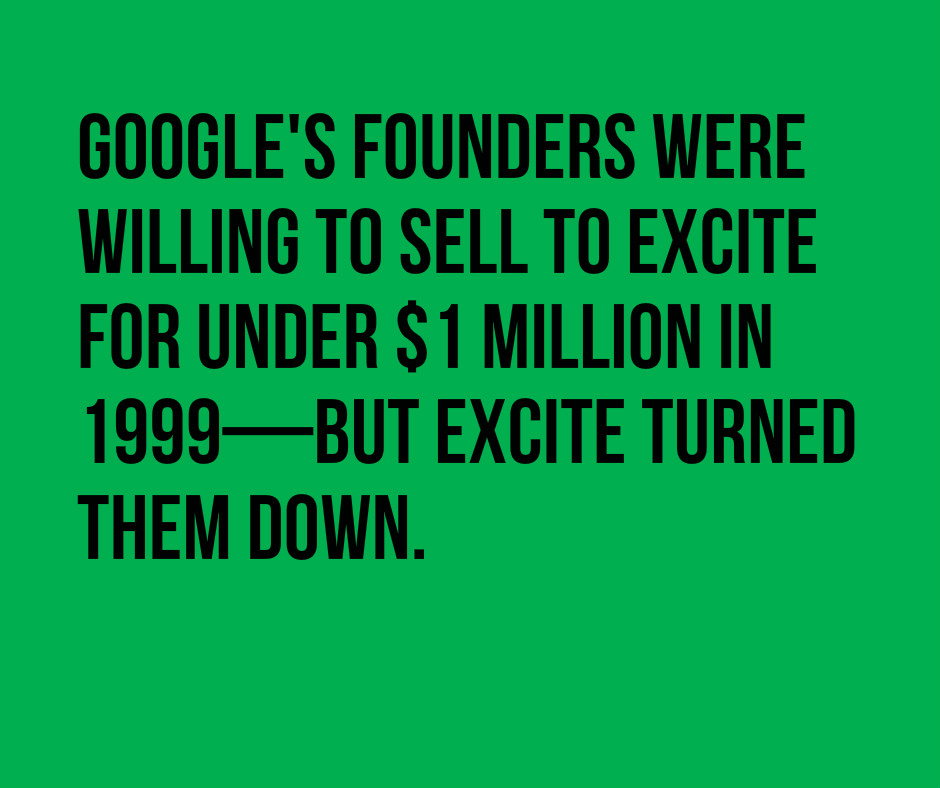 GOOGLE'S FOUNDERS WERE
WILLING TO SELL TO EXCITE
FOR UNDER $1 MILLION IN
1999—BUT EXCITE TURNED
THEM DOWN.